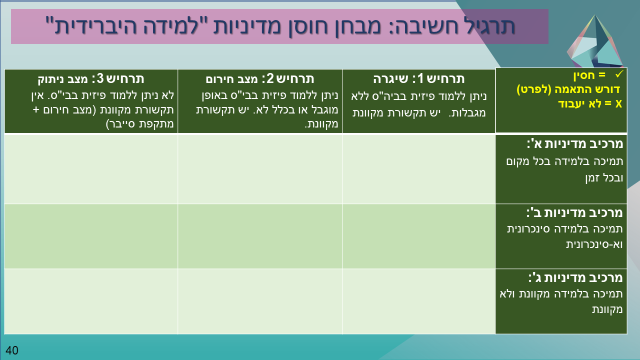 תרגיל חשיבה: מבחן חוסן מדיניות "למידה היברידית"
✓ = חסין
דורש התאמה (לפרט)
X = לא יעבוד
תרחיש 1: שיגרה
ניתן ללמוד פיזית בביה"ס ללא
מגבלות. יש תקשורת מקוונת
תרחיש 2: מצב חירום
ניתן ללמוד פיזית בבי"ס באופן
מוגבל או בכלל לא. יש תקשורת
מקוונת.
תרחיש 3: מצב ניתוק
לא ניתן ללמוד פיזית בבי"ס. אין
תקשורת מקוונת (מצב חירום +
מתקפת סייבר)
מרכיב מדיניות א':
תמיכה בלמידה בכל מקום
ובכל זמן
מרכיב מדיניות ב':
תמיכה בלמידה סינכרונית
וא-סינכרונית
מרכיב מדיניות ג':
תמיכה בלמידה מקוונת ולא
מקוונת
40